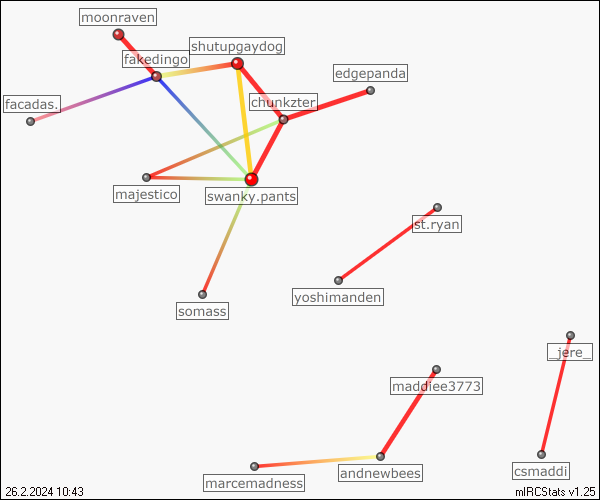 moonraven
shutupgaydog
fakedingo
edgepanda
chunkzter
facadas.
majestico
swanky.pants
st.ryan
yoshimanden
somass
_jere_
maddiee3773
csmaddi
andnewbees
marcemadness
26.2.2024 10:43
mIRCStats v1.25